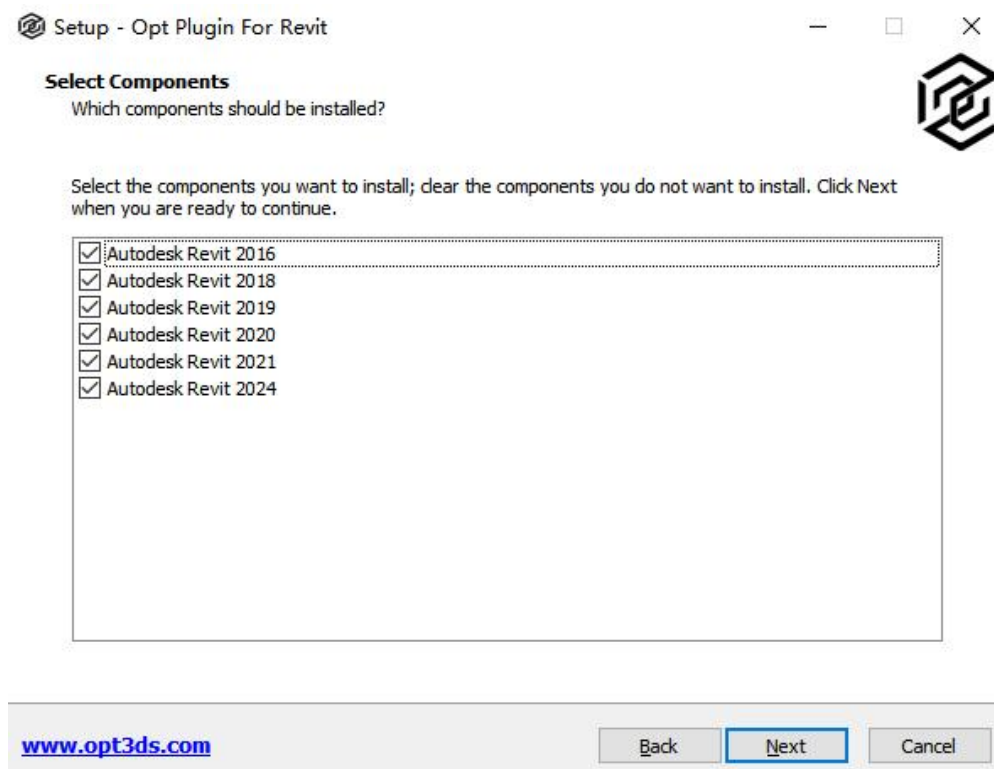 Setup - Opt Plugin For Revit
Select Components
Which components should be installed?
Select the components you want to install; clear the components you do not want to install. Click Next
when you are ready to continue.
Autodesk Revit 2016
Autodesk Revit 2018
Autodesk Revit 2019
Autodesk Revit 2020
Autodesk Revit 2021
Autodesk Revit 2024
www.opt3ds.com
Back
Next
Cancel